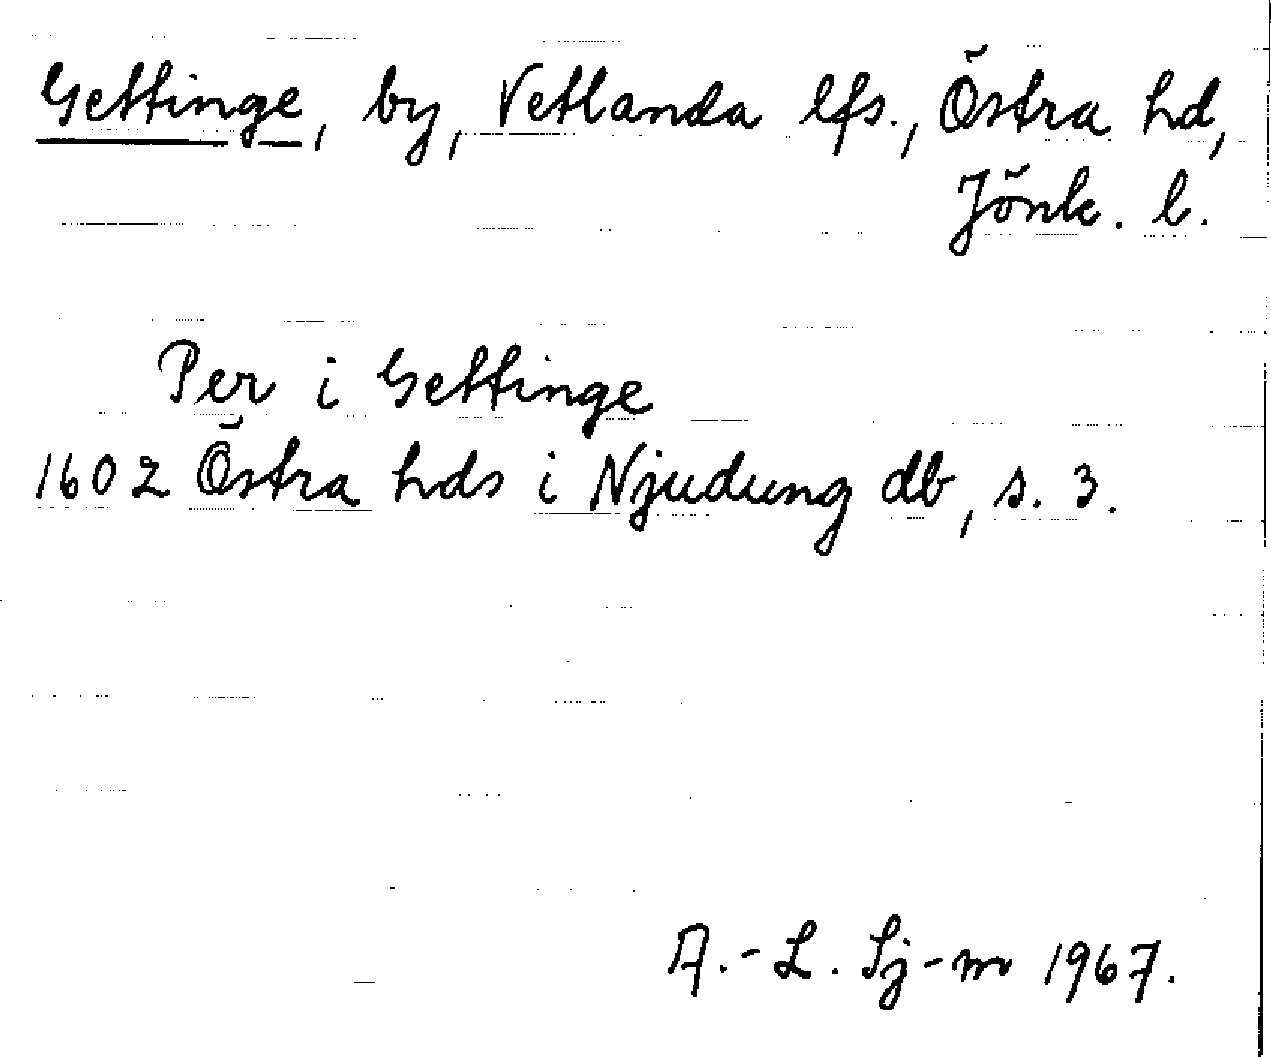 Gettinge, by, Vetlanda lfs., Östra hd,
Jönk. l.
Per i Gettinge
1602 Östra hds i Njudung db, s. 3.
A.-L. Sj-m 1967.